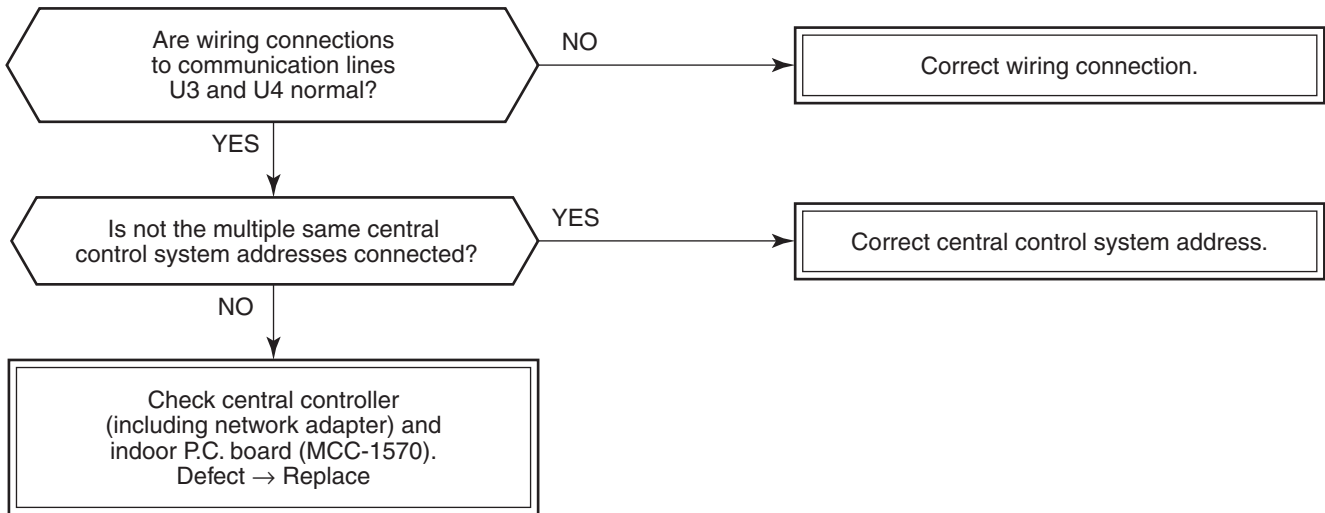 Are wiring connections
to communication lines
U3 and U4 normal?
NO
Correct wiring connection.
YES
Is not the multiple same central
control system addresses connected?
YES
Correct central control system address.
NO
Check central controller
(including network adapter) and
indoor P.C. board (MCC-1570).
Defect → Replace